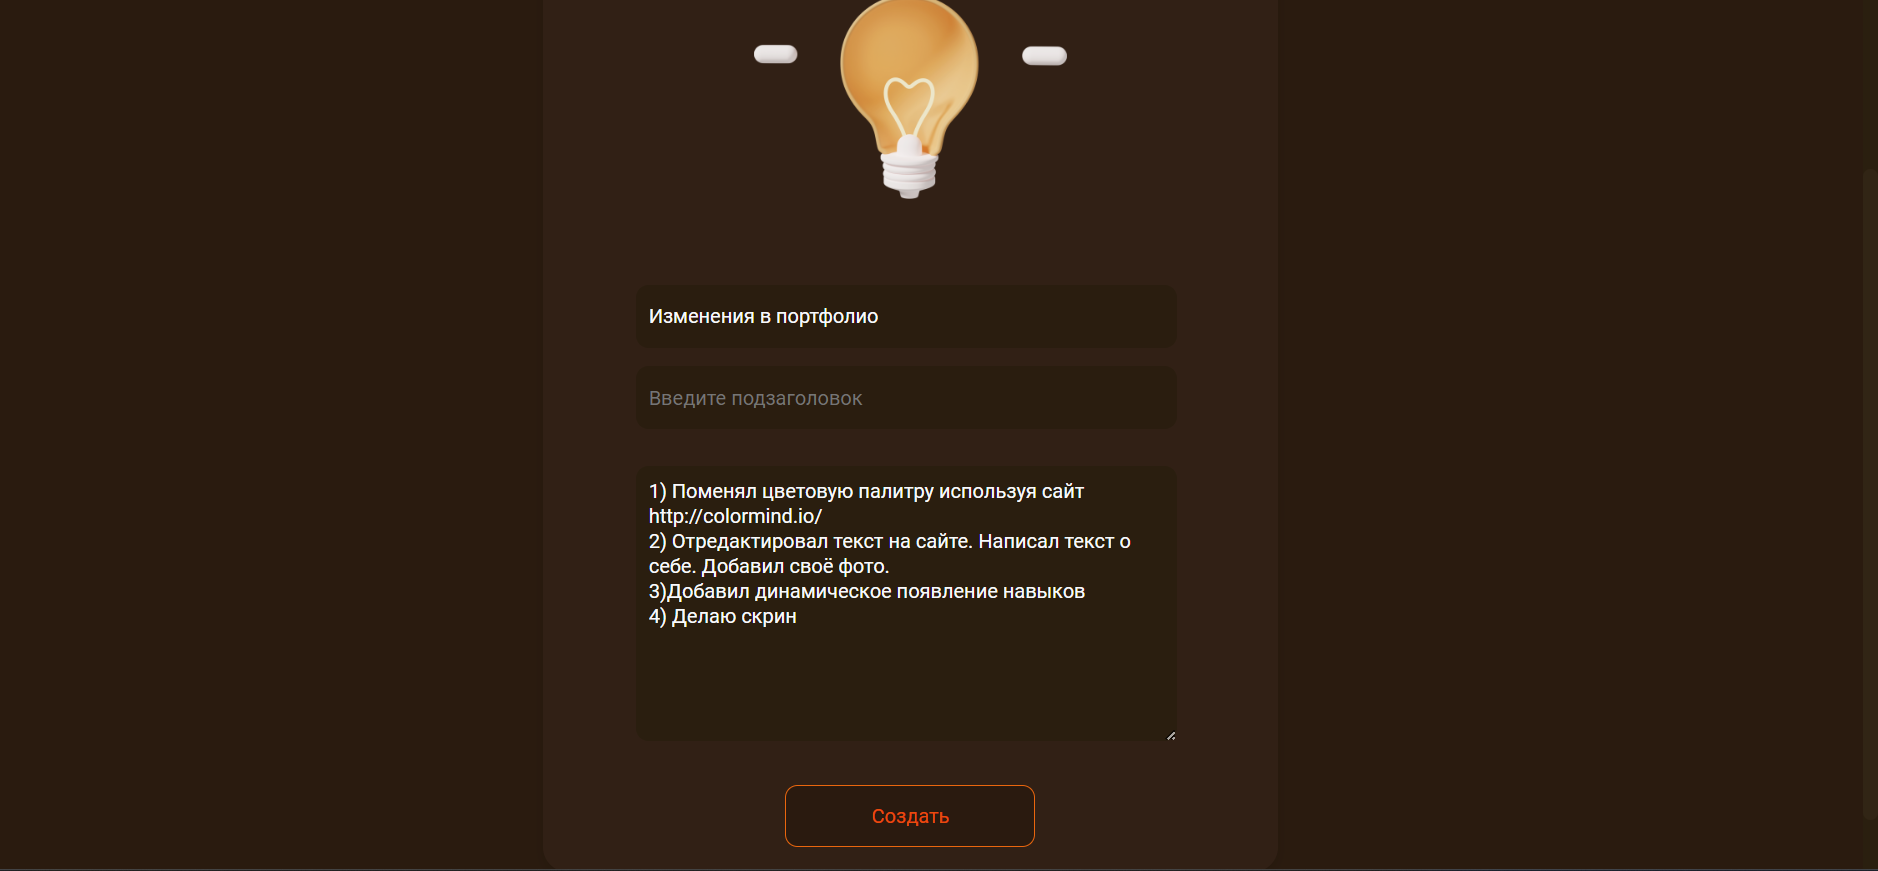 Изменения в портфолио
Введите подзаголовок
1) Поменял цветовую палитру используя сайт
http://colormind.io/
2) Отредактировал текст на сайте. Написал текст о
себе. Добавил своё фото.
3)Добавил динамическое появление навыков
4) Делаю скрин
Создать